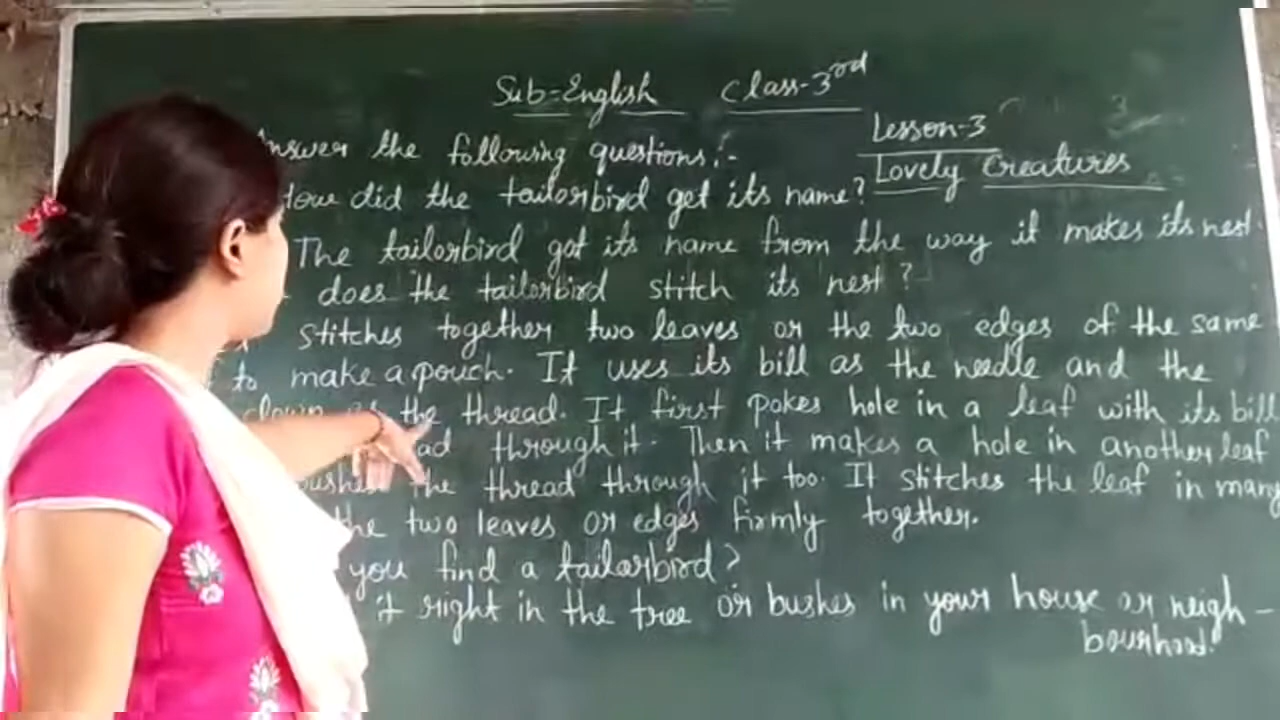 Sub=English Class-3rd
Lesson-3
Lovely Creatures
Answer the following questions:-
How did the tailorbird get its name?
The tailorbird got its name from the way it makes its nest.
does the tailorbird stitch its nest?
stitches together two leaves or the two edges of the same
to make a pouch. It uses its bill as the needle and the
down as the thread. It first pokes hole in a leaf with its bill
through it. Then it makes a hole in another leaf
pushes the thread through it too. It stitches the leaf in many
the two leaves or edges firmly together.
you find a tailorbird?
it right in the tree or bushes in your house or neigh-
bourhood.